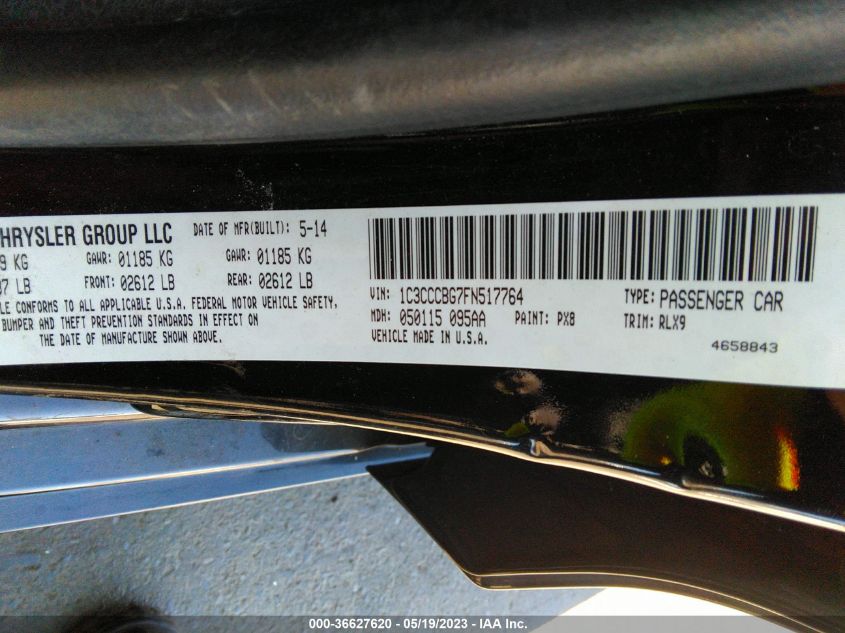 HRYSLER GROUP LLC DATE OF MFR(BUILT): 5-14
9 KG GAWR: 01185 KG GAWR: 01185 KG
37 LB FRONT: 02612 LB REAR: 02612 LB
LE CONFORMS TO ALL APPLICABLE U.S.A. FEDERAL MOTOR VEHICLE SAFETY,
BUMPER AND THEFT PREVENTION STANDARDS IN EFFECT ON
THE DATE OF MANUFACTURE SHOWN ABOVE.
VIN: 1C3CCCBG7FN517764 TYPE: PASSENGER CAR
MDH: 050115 095AA PAINT: PX8 TRIM: RLX9
VEHICLE MADE IN U.S.A. 4658843
000-36627620 - 05/19/2023 - IAA Inc.